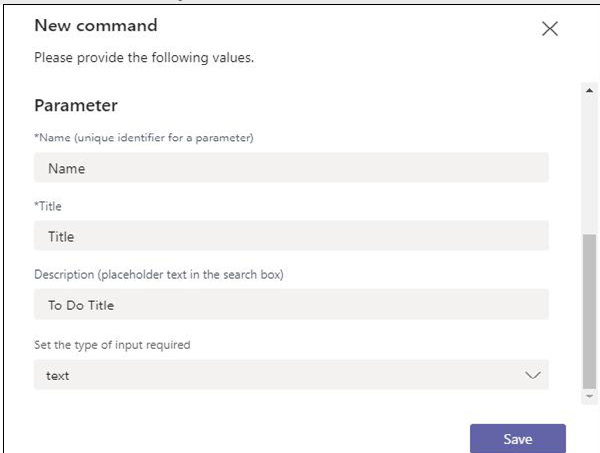 New command
Please provide the following values.
Parameter
*Name (unique identifier for a parameter)
Name
*Title
Title
Description (placeholder text in the search box)
To Do Title
Set the type of input required
text
Save